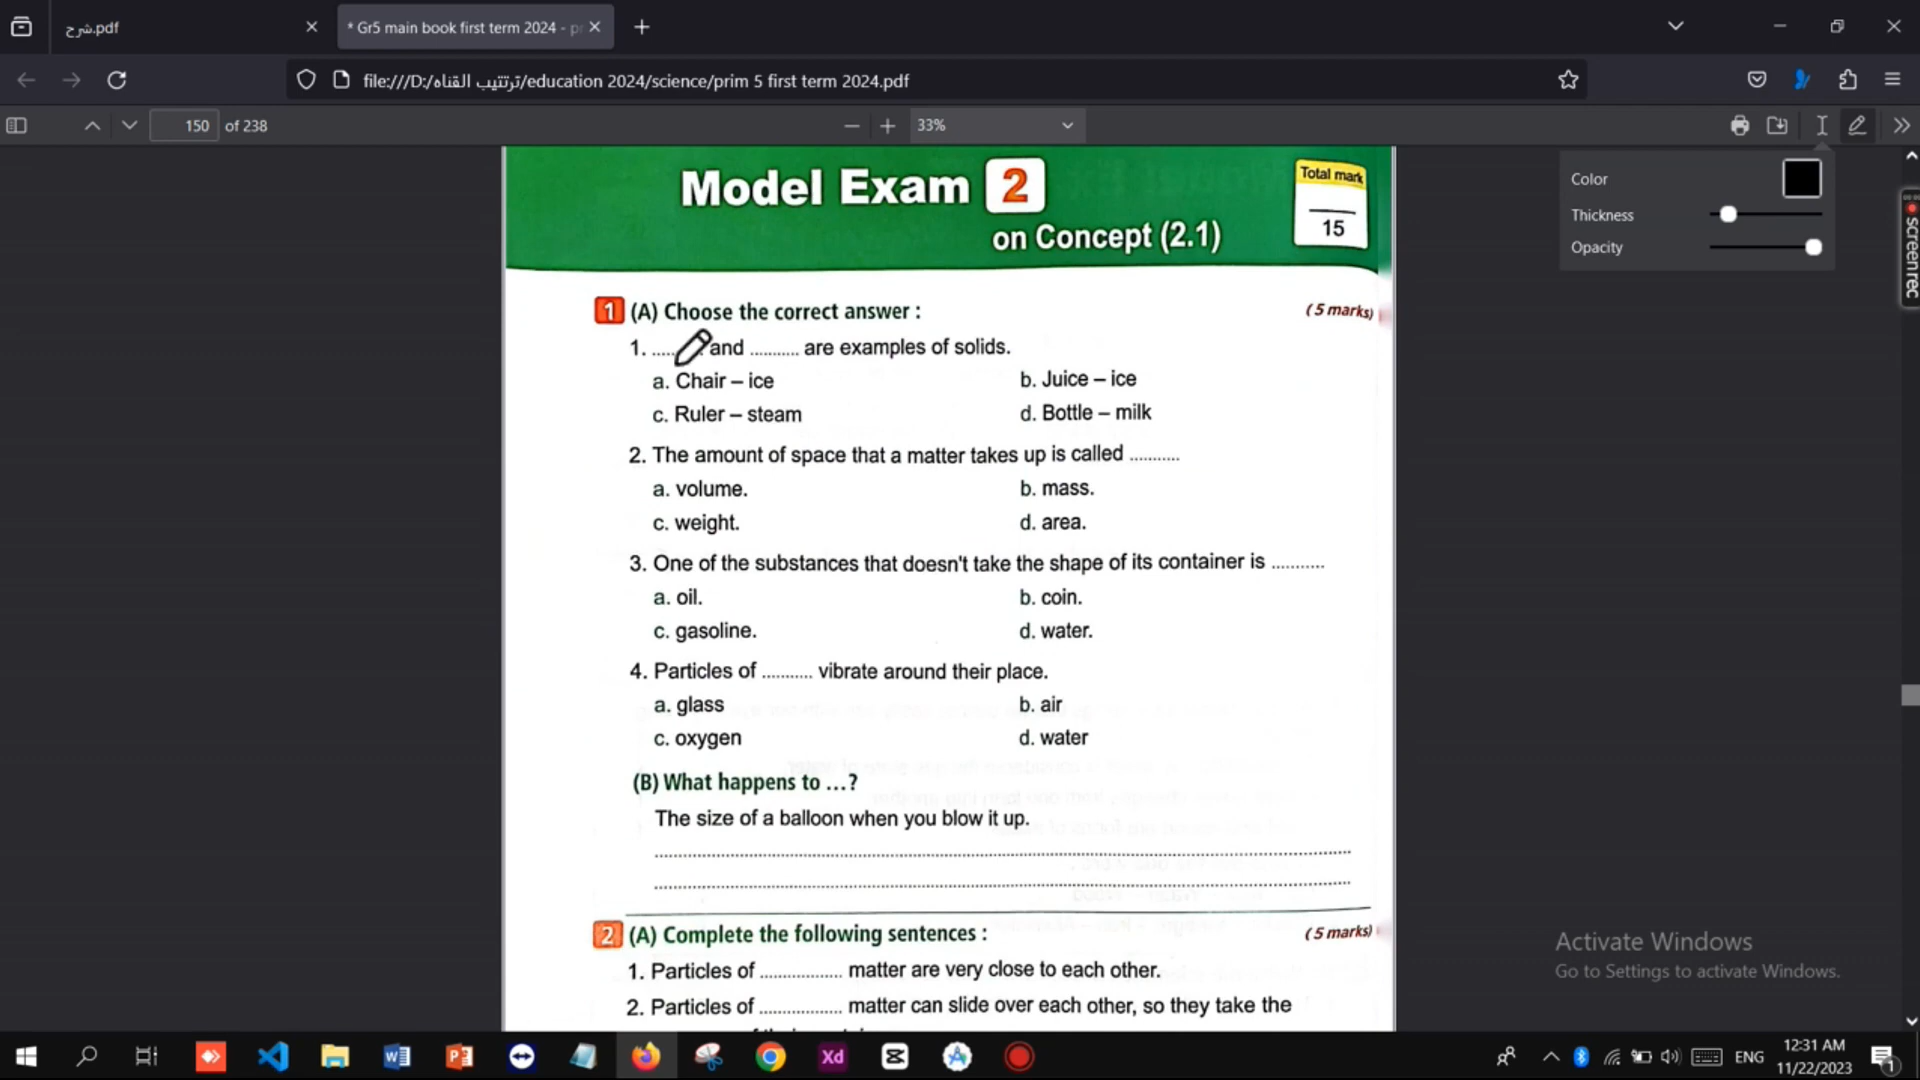 شرح.pdf
* Gr5 main book first term 2024 - pr
file:///D:/ترتتيب القناه/education 2024/science/prim 5 first term 2024.pdf
150 of 238
33%
Color
Thickness
Opacity
screenrec
Model Exam 2
on Concept (2.1)
Total mark
15
1 (A) Choose the correct answer :
(5 marks)
1. ..... and .......... are examples of solids.
a. Chair – ice
b. Juice – ice
c. Ruler – steam
d. Bottle – milk
2. The amount of space that a matter takes up is called ..........
a. volume.
b. mass.
c. weight.
d. area.
3. One of the substances that doesn't take the shape of its container is ...........
a. oil.
b. coin.
c. gasoline.
d. water.
4. Particles of .......... vibrate around their place.
a. glass
b. air
c. oxygen
d. water
(B) What happens to ...?
The size of a balloon when you blow it up.
2 (A) Complete the following sentences :
(5 marks)
1. Particles of ................ matter are very close to each other.
2. Particles of ................ matter can slide over each other, so they take the
Activate Windows
Go to Settings to activate Windows.
Xd
ENG
12:31 AM
11/22/2023
1